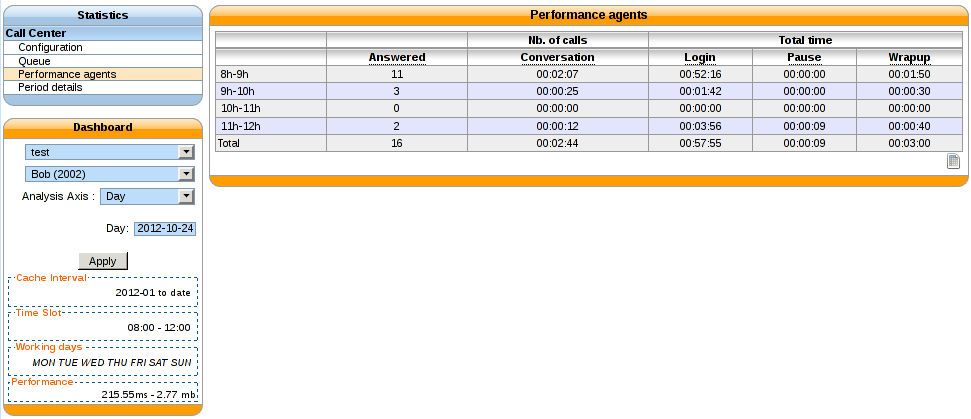 Statistics
Call Center
Configuration
Queue
Performance agents
Period details
Dashboard
test
Bob (2002)
Analysis Axis : Day
Day: 2012-10-24
Apply
Cache Interval
2012-01 to date
Time Slot
08:00 - 12:00
Working days
MON TUE WED THU FRI SAT SUN
Performance
215.55ms - 2.77 mb
Performance agents
Nb. of calls Total time
Answered Conversation Login Pause Wrapup
8h-9h 11 00:02:07 00:52:16 00:00:00 00:01:50
9h-10h 3 00:00:25 00:01:42 00:00:00 00:00:30
10h-11h 0 00:00:00 00:00:00 00:00:00 00:00:00
11h-12h 2 00:00:12 00:03:56 00:00:09 00:00:40
Total 16 00:02:44 00:57:55 00:00:09 00:03:00